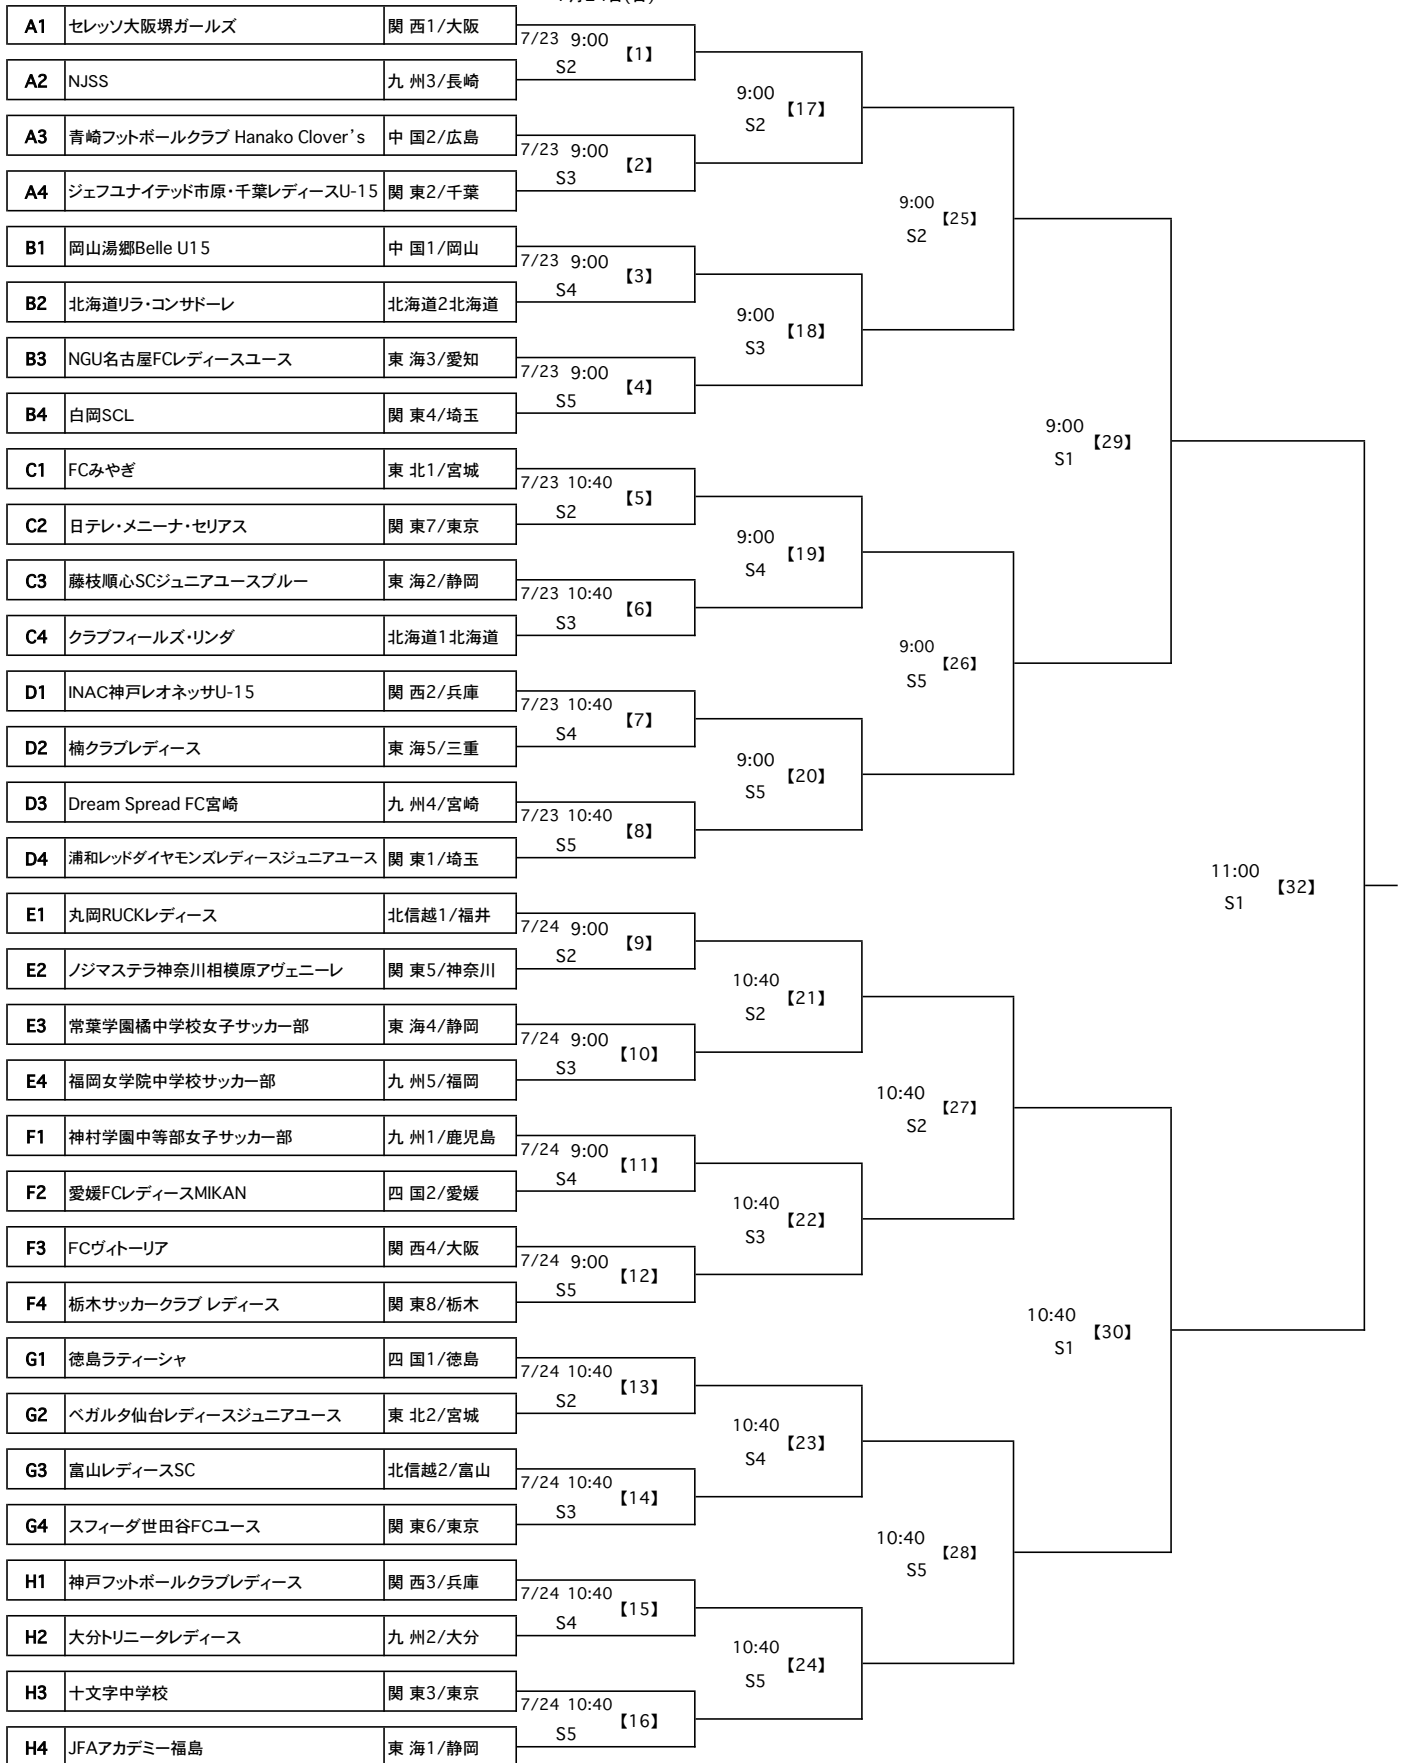 A1 セレッソ大阪堺ガールズ 関 西1/大阪
7/23 9:00 【1】
S2
A2 NJSS 九 州3/長崎
9:00 【17】
S2
A3 青崎フットボールクラブ Hanako Clover's 中 国2/広島
7/23 9:00 【2】
S3
A4 ジェフユナイテッド市原・千葉レディースU-15 関 東2/千葉
9:00 【25】
S2
B1 岡山湯郷Belle U15 中 国1/岡山
7/23 9:00 【3】
S4
B2 北海道リラ・コンサドーレ 北海道2北海道
9:00 【18】
S3
B3 NGU名古屋FCレディースユース 東 海3/愛知
7/23 9:00 【4】
S5
B4 白岡SCL 関 東4/埼玉
9:00 【29】
S1
C1 FCみやぎ 東 北1/宮城
7/23 10:40 【5】
S2
C2 日テレ・メニーナ・セリアス 関 東7/東京
9:00 【19】
S4
C3 藤枝順心SCジュニアユースブルー 東 海2/静岡
7/23 10:40 【6】
S3
C4 クラブフィールズ・リンダ 北海道1北海道
9:00 【26】
S5
D1 INAC神戸レオネッサU-15 関 西2/兵庫
7/23 10:40 【7】
S4
D2 楠クラブレディース 東 海5/三重
9:00 【20】
S5
D3 Dream Spread FC宮崎 九 州4/宮崎
7/23 10:40 【8】
S5
D4 浦和レッドダイヤモンズレディースジュニアユース 関 東1/埼玉
11:00 【32】
S1
E1 丸岡RUCKレディース 北信越1/福井
7/24 9:00 【9】
S2
E2 ノジマステラ神奈川相模原アヴェニーレ 関 東5/神奈川
10:40 【21】
S2
E3 常葉学園橘中学校女子サッカー部 東 海4/静岡
7/24 9:00 【10】
S3
E4 福岡女学院中学校サッカー部 九 州5/福岡
10:40 【27】
S2
F1 神村学園中等部女子サッカー部 九 州1/鹿児島
7/24 9:00 【11】
S4
F2 愛媛FCレディースMIKAN 四 国2/愛媛
10:40 【22】
S3
F3 FCヴィトーリア 関 西4/大阪
7/24 9:00 【12】
S5
F4 栃木サッカークラブ レディース 関 東8/栃木
10:40 【30】
S1
G1 徳島ラティーシャ 四 国1/徳島
7/24 10:40 【13】
S2
G2 ベガルタ仙台レディースジュニアユース 東 北2/宮城
10:40 【23】
S4
G3 富山レディースSC 北信越2/富山
7/24 10:40 【14】
S3
G4 スフィーダ世田谷FCユース 関 東6/東京
10:40 【28】
S5
H1 神戸フットボールクラブレディース 関 西3/兵庫
7/24 10:40 【15】
S4
H2 大分トリニータレディース 九 州2/大分
10:40 【24】
S5
H3 十文字中学校 関 東3/東京
7/24 10:40 【16】
S5
H4 JFAアカデミー福島 東 海1/静岡